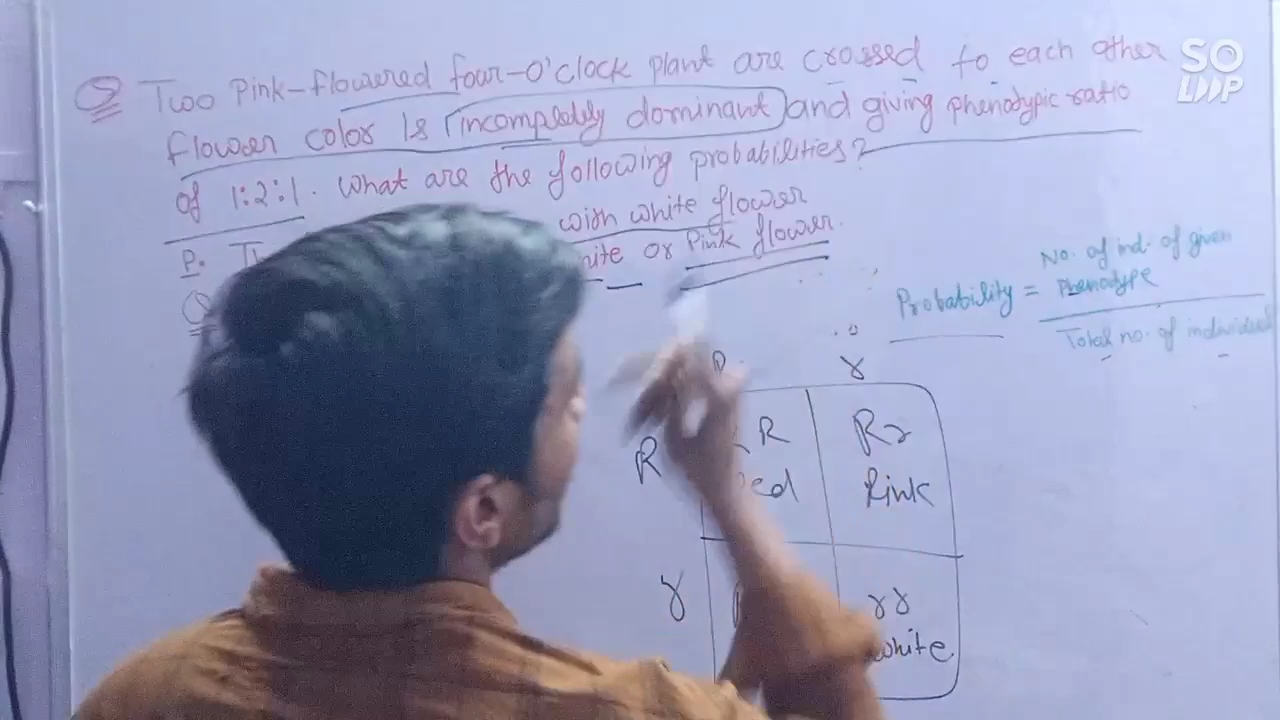 Q Two Pink-flowered four-o'clock plant are crossed to each other
flower color is incompletely dominant and giving phenotypic ratio
of 1:2:1. What are the following probabilities?
P. with white flower
or Pink flower.
Probability = No. of ind. of given Phenotype
Total no. of individual
R r
R R Rr
Pink
R
r rr
white
SO
LOOP